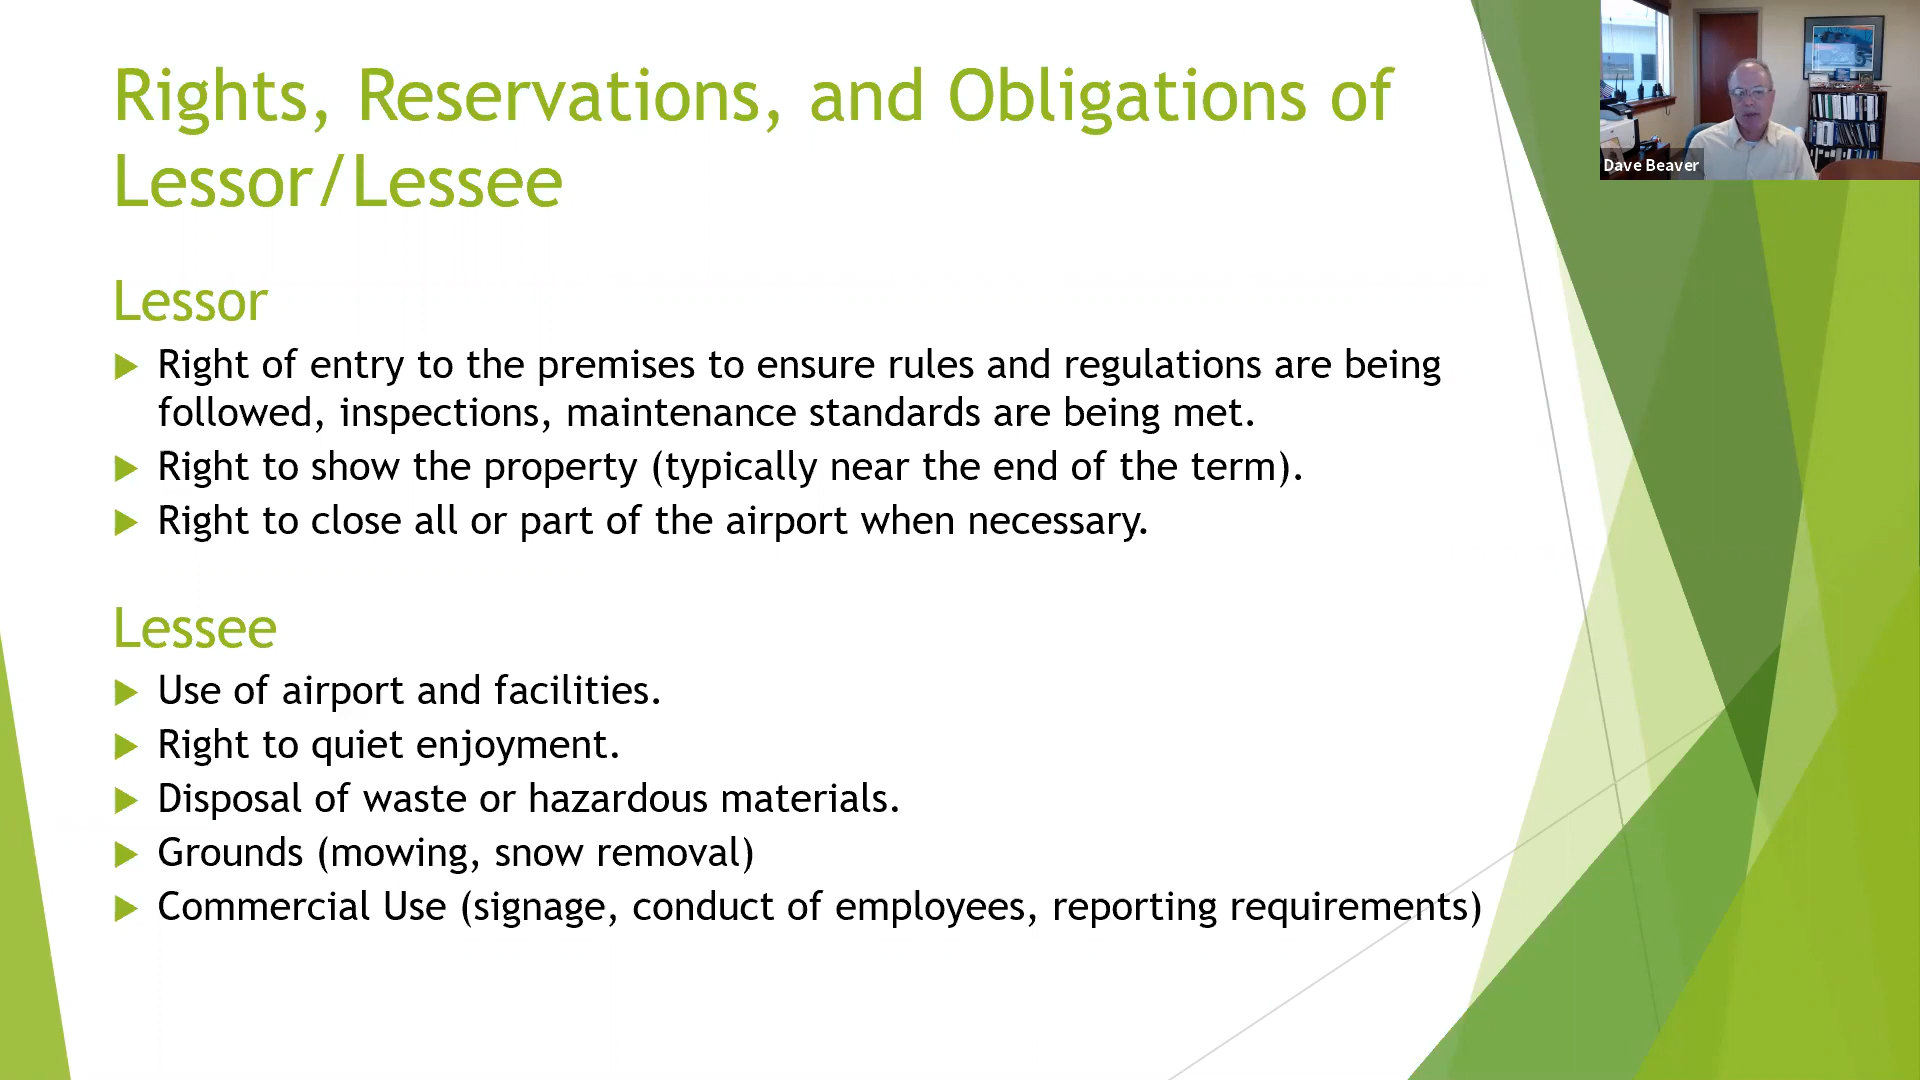 Rights, Reservations, and Obligations of
Lessor/Lessee
Dave Beaver
Lessor
Right of entry to the premises to ensure rules and regulations are being
followed, inspections, maintenance standards are being met.
Right to show the property (typically near the end of the term).
Right to close all or part of the airport when necessary.
Lessee
Use of airport and facilities.
Right to quiet enjoyment.
Disposal of waste or hazardous materials.
Grounds (mowing, snow removal)
Commercial Use (signage, conduct of employees, reporting requirements)